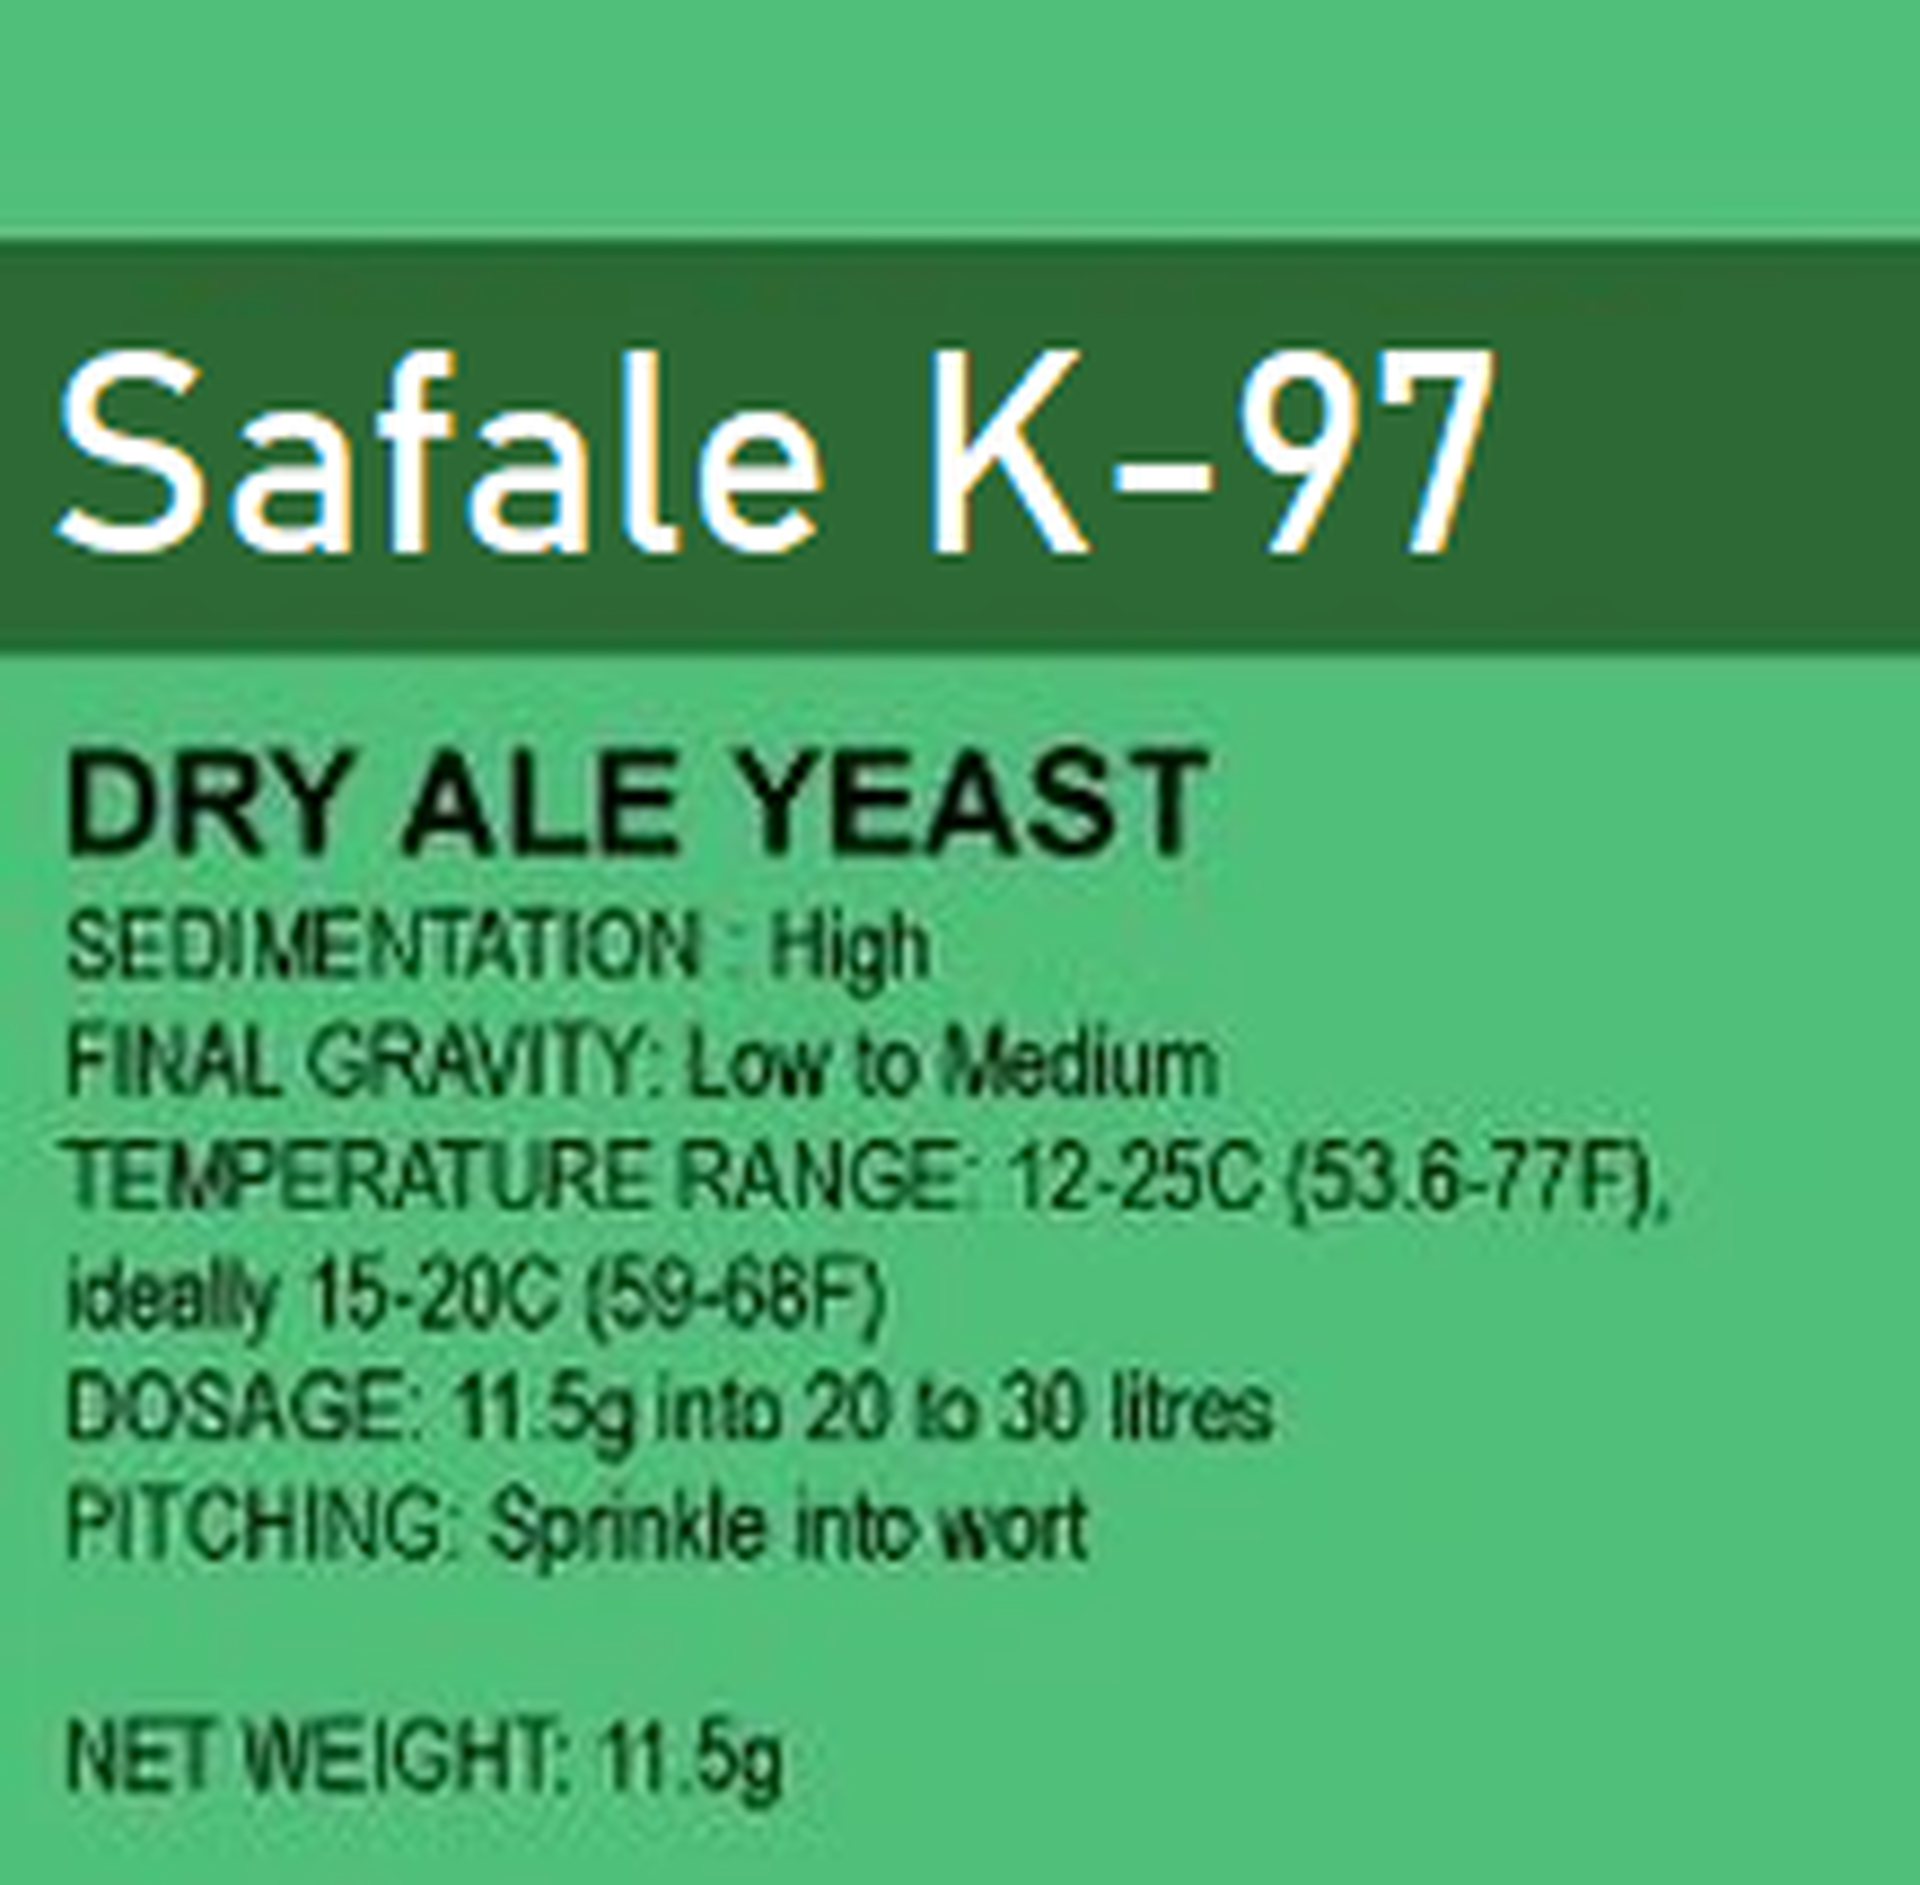 Safale K-97
DRY ALE YEAST
SEDIMENTATION : High
FINAL GRAVITY: Low to Medium
TEMPERATURE RANGE: 12-25C (53.6-77F),
ideally 15-20C (59-68F)
DOSAGE: 11.5g into 20 to 30 litres
PITCHING: Sprinkle into wort
NET WEIGHT: 11.5g